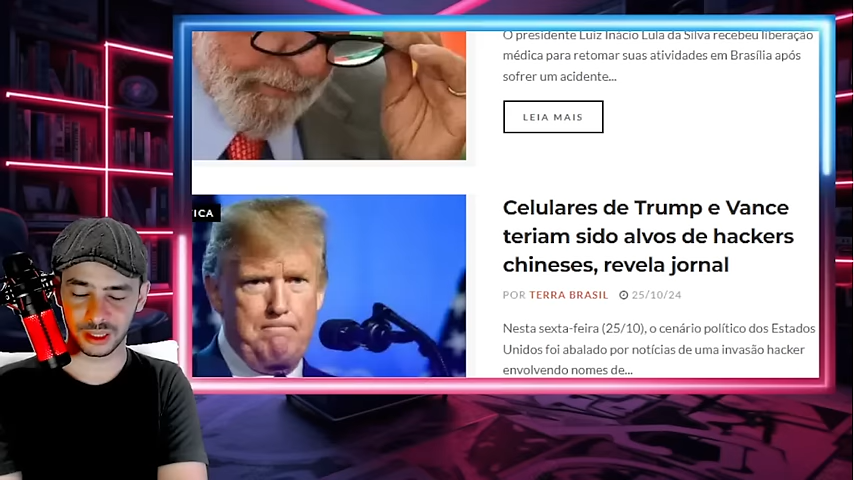 O presidente Luiz Inácio Lula da Silva recebeu liberação
médica para retomar suas atividades em Brasília após
sofrer um acidente...
LEIA MAIS
ICA
Celulares de Trump e Vance
teriam sido alvos de hackers
chineses, revela jornal
POR TERRA BRASIL 25/10/24
Nesta sexta-feira (25/10), o cenário político dos Estados
Unidos foi abalado por notícias de uma invasão hacker
envolvendo nomes de...